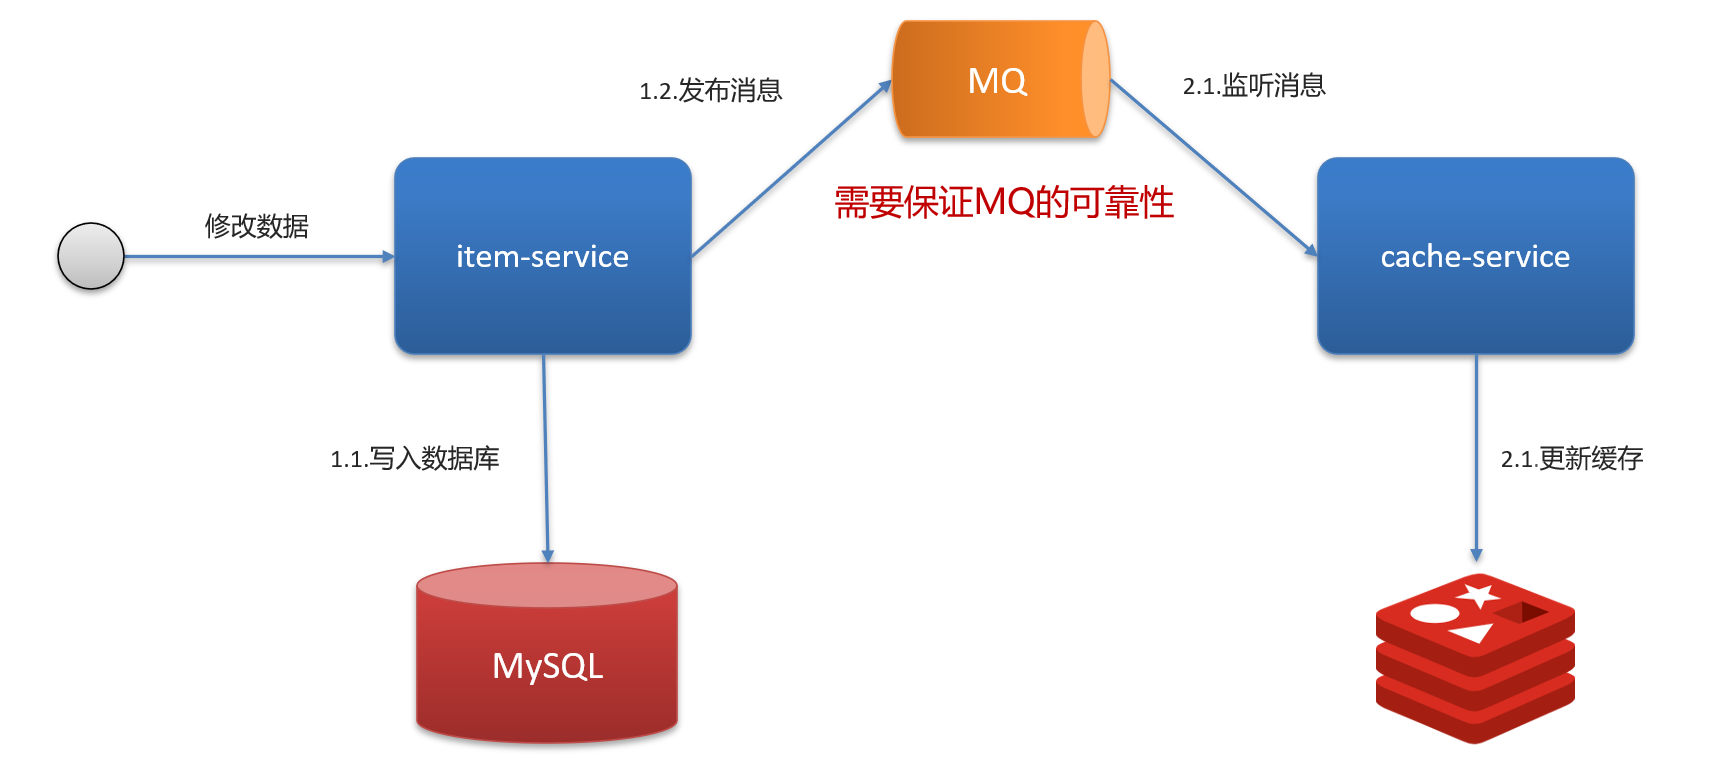 MQ
1.2.发布消息
2.1.监听消息
需要保证MQ的可靠性
修改数据
item-service
cache-service
1.1.写入数据库
2.1.更新缓存
MySQL